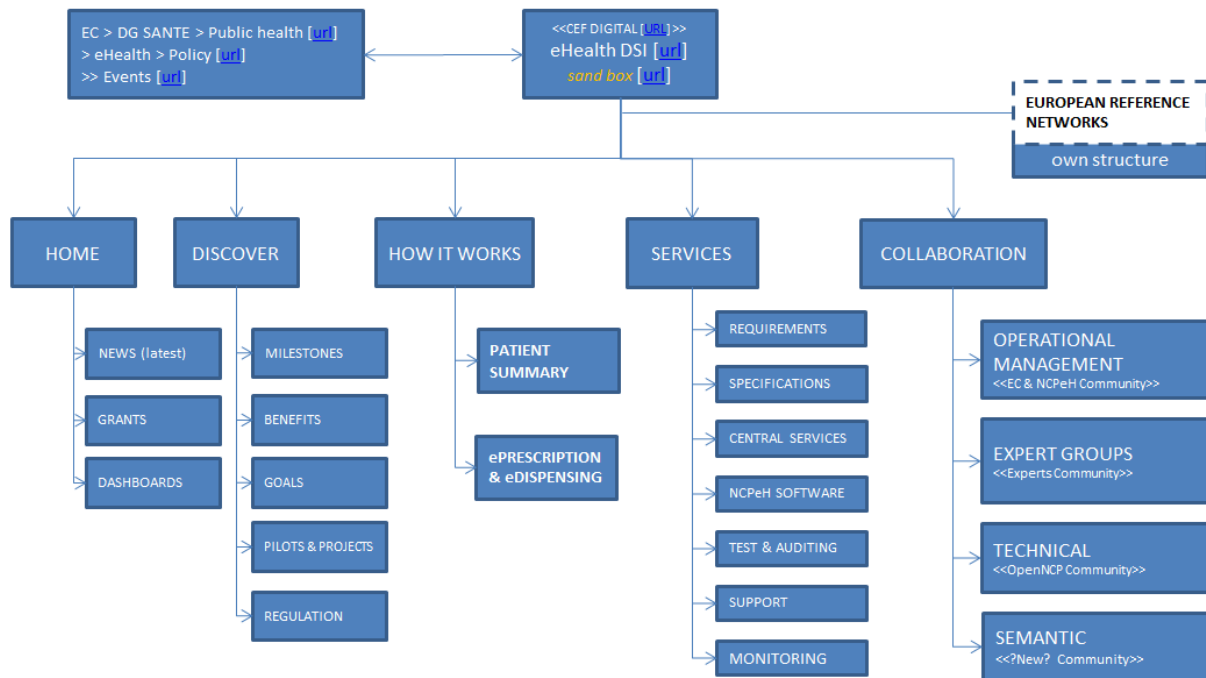 EC > DG SANTE > Public health [url]
> eHealth > Policy [url]
>> Events [url]
<<CEF DIGITAL [URL]>>
eHealth DSI [url]
sand box [url]
EUROPEAN REFERENCE
NETWORKS
own structure
HOME
DISCOVER
HOW IT WORKS
SERVICES
COLLABORATION
NEWS (latest)
GRANTS
DASHBOARDS
MILESTONES
BENEFITS
GOALS
PILOTS & PROJECTS
REGULATION
PATIENT
SUMMARY
ePRESCRIPTION
& eDISPENSING
REQUIREMENTS
SPECIFICATIONS
CENTRAL SERVICES
NCPeH SOFTWARE
TEST & AUDITING
SUPPORT
MONITORING
OPERATIONAL
MANAGEMENT
<<EC & NCPeH Community>>
EXPERT GROUPS
<<Experts Community>>
TECHNICAL
<<OpenNCP Community>>
SEMANTIC
<<?New? Community>>